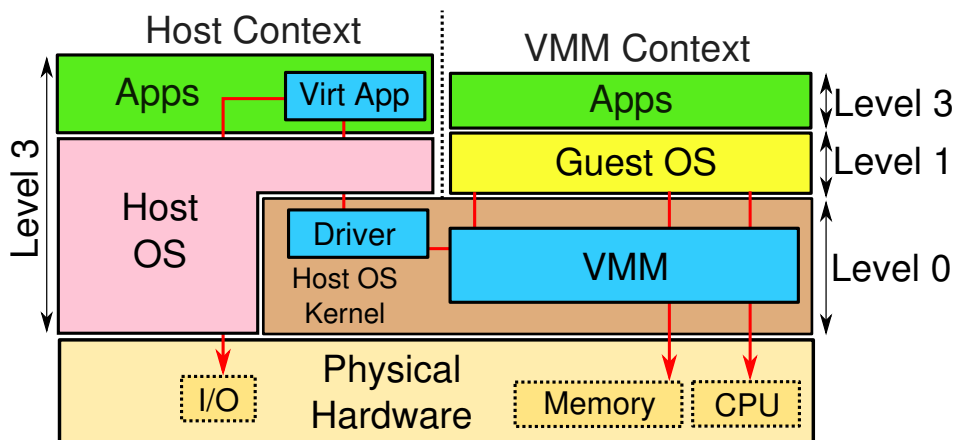 Host Context
VMM Context
Level 3
Apps
Virt App
Apps
Level 3
Guest OS
Level 1
Host
OS
Driver
Host OS
Kernel
VMM
Level 0
Physical
Hardware
I/O
Memory
CPU